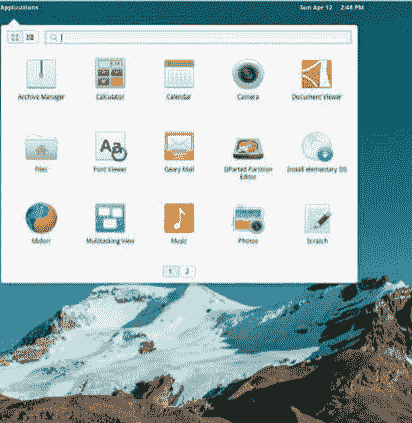 Applications Sun Apr 12 2:48 PM
Archive Manager Calculator Calendar Camera Document Viewer
Files Font Viewer Geary Mail GParted Partition Editor Install elementary OS
Midori Multitasking View Music Photos Scratch
1 2